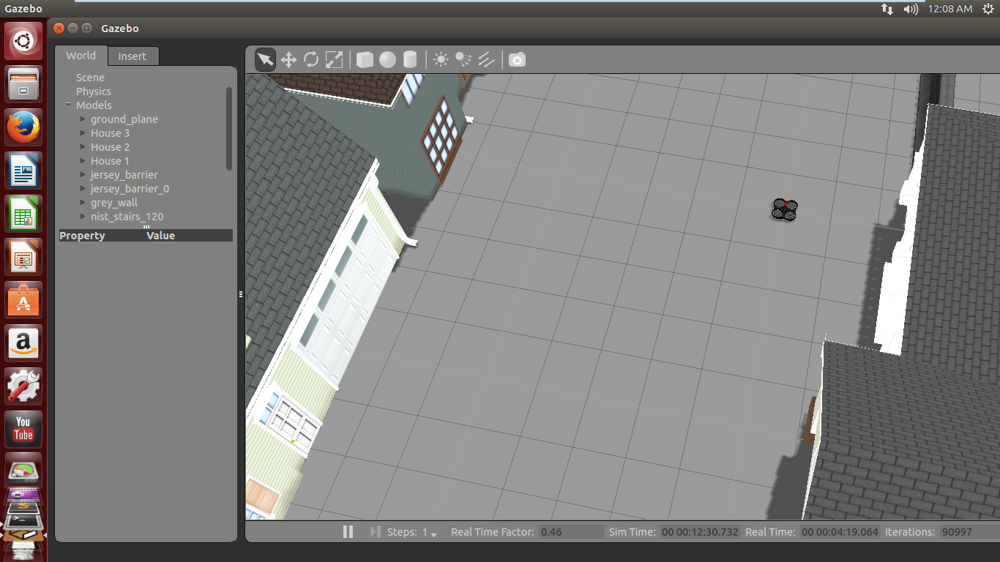 Gazebo
12:08 AM
Gazebo
World
Insert
Scene
Physics
Models
ground_plane
House 3
House 2
House 1
jersey_barrier
jersey_barrier_0
grey_wall
nist_stairs_120
Property Value
a
You
Tube
Steps: 1 Real Time Factor: 0.46 Sim Time: 00 00:12:30.732 Real Time: 00 00:04:19.064 Iterations: 90997